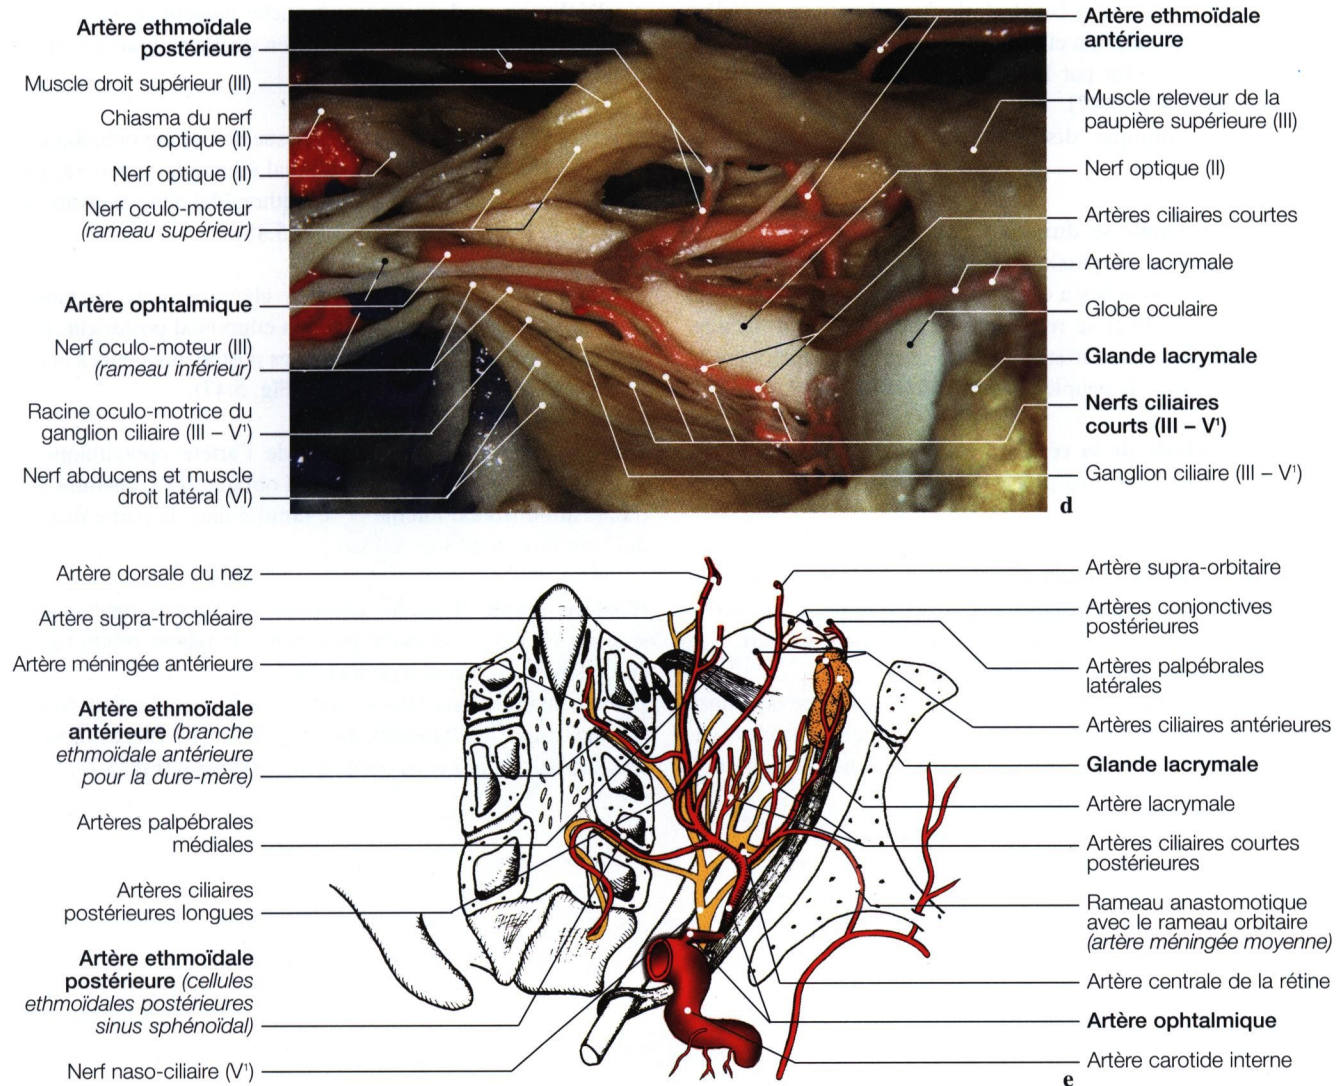 Artère ethmoïdale
postérieure
Muscle droit supérieur (III)
Chiasma du nerf
optique (II)
Nerf optique (II)
Nerf oculo-moteur
(rameau supérieur)
Artère ophtalmique
Nerf oculo-moteur (III)
(rameau inférieur)
Racine oculo-motrice du
ganglion ciliaire (III – V¹)
Nerf abducens et muscle
droit latéral (VI)
Artère ethmoïdale
antérieure
Muscle releveur de la
paupière supérieure (III)
Nerf optique (II)
Artères ciliaires courtes
Artère lacrymale
Globe oculaire
Glande lacrymale
Nerfs ciliaires
courts (III – V¹)
Ganglion ciliaire (III – V¹)
d
Artère dorsale du nez
Artère supra-trochléaire
Artère méningée antérieure
Artère ethmoïdale
antérieure (branche
ethmoïdale antérieure
pour la dure-mère)
Artères palpébrales
médiales
Artères ciliaires
postérieures longues
Artère ethmoïdale
postérieure (cellules
ethmoïdales postérieures
sinus sphénoïdal)
Nerf naso-ciliaire (V¹)
Artère supra-orbitaire
Artères conjonctives
postérieures
Artères palpébrales
latérales
Artères ciliaires antérieures
Glande lacrymale
Artère lacrymale
Artères ciliaires courtes
postérieures
Rameau anastomotique
avec le rameau orbitaire
(artère méningée moyenne)
Artère centrale de la rétine
Artère ophtalmique
Artère carotide interne
e